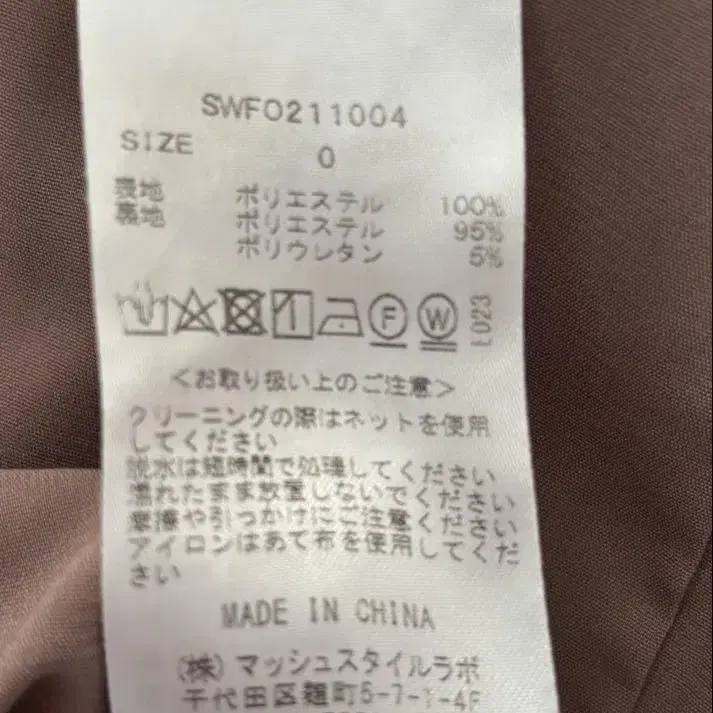 SWFO211004
SIZE 0
表地 ポリエステル 100%
裏地 ポリエステル 95%
ポリウレタン 5%
F W L023
<お取り扱い上のご注意>
クリーニングの際はネットを使用
してください
脱水は短時間で処理してください
濡れたまま放置しないでください
摩擦や引っかけにご注意ください
アイロンはあて布を使用してくだ
さい
MADE IN CHINA
(株)マッシュスタイルラボ
千代田区麹町5-7-1-4F